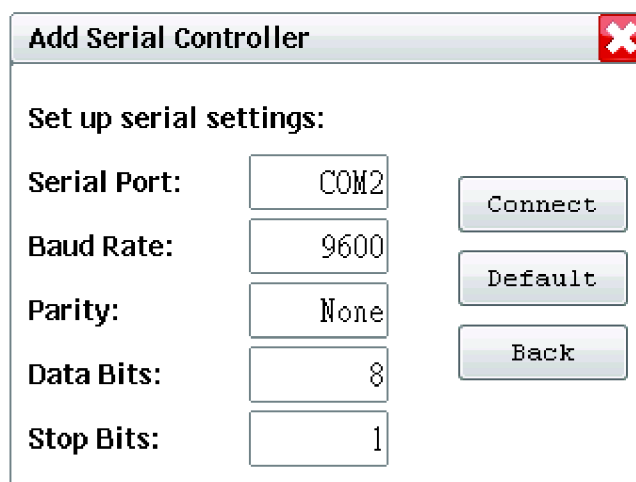 Add Serial Controller
Set up serial settings:
Serial Port: COM2
Baud Rate: 9600
Parity: None
Data Bits: 8
Stop Bits: 1
Connect
Default
Back